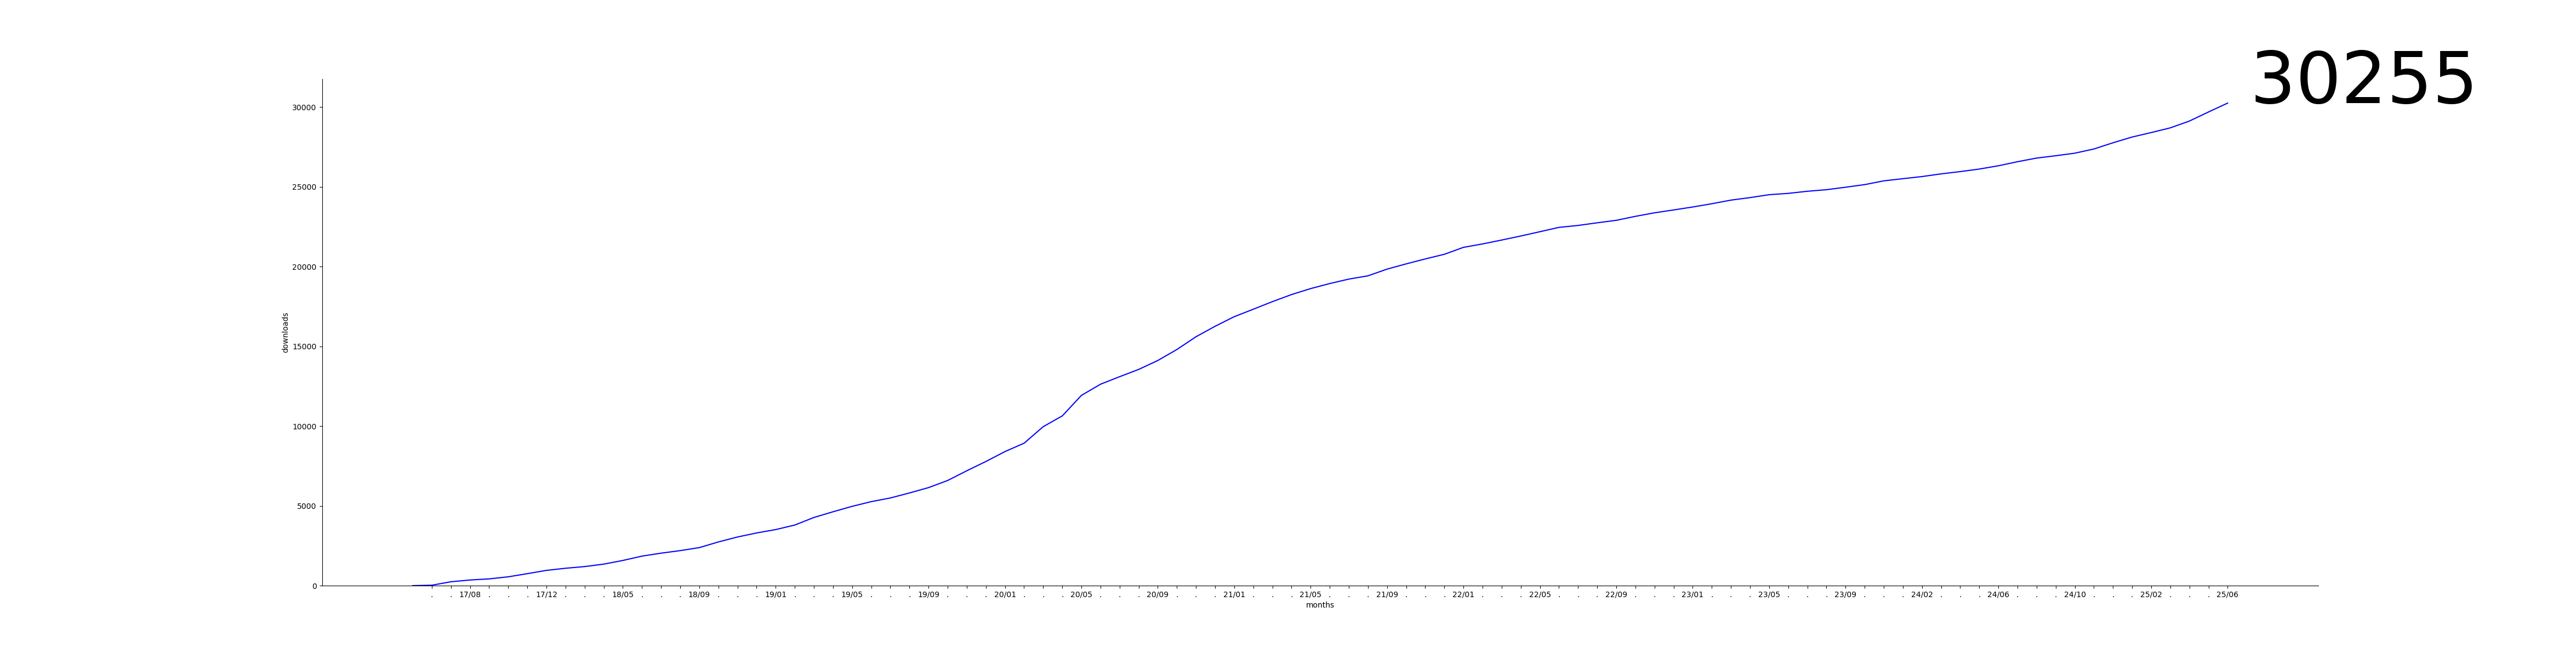 30255
30000
25000
20000
15000
10000
5000
0
downloads
. . 17/08 . . . 17/12 . . . 18/05 . . . 18/09 . . . 19/01 . . . 19/05 . . . 19/09 . . . 20/01 . . . 20/05 . . . 20/09 . . . 21/01 . . . 21/05 . . . 21/09 . . . 22/01 . . . 22/05 . . . 22/09 . . . 23/01 . . . 23/05 . . . 23/09 . . . 24/02 . . . 24/06 . . . 24/10 . . . 25/02 . . . 25/06
months